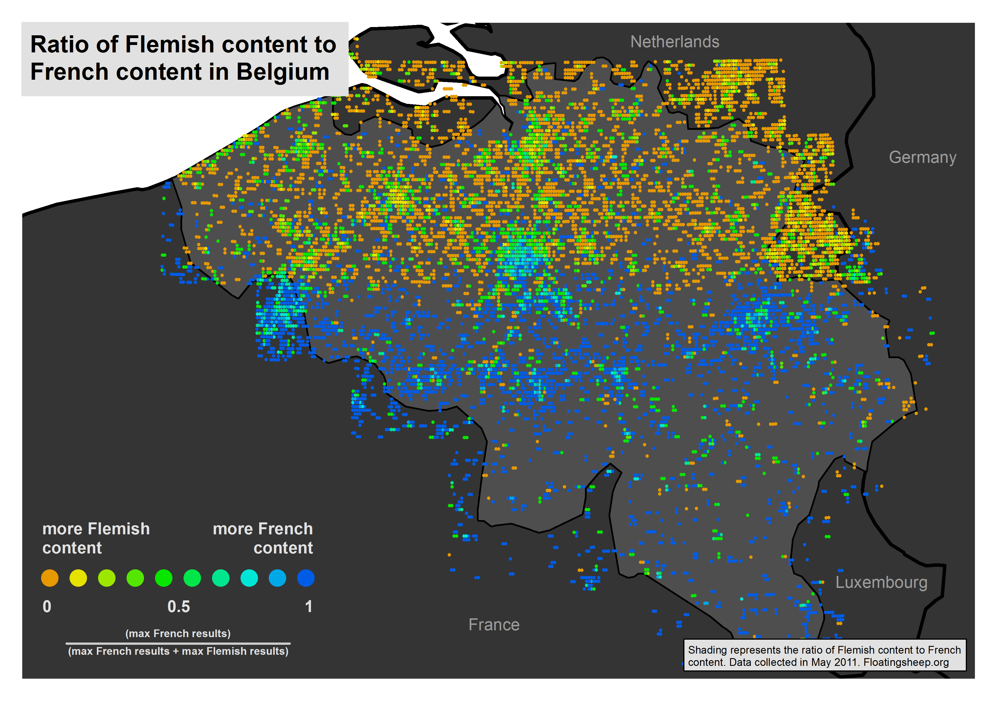 Ratio of Flemish content to
French content in Belgium
Netherlands
Germany
more Flemish
content
more French
content
0
0.5
1
(max French results)
(max French results + max Flemish results)
Luxembourg
France
Shading represents the ratio of Flemish content to French
content. Data collected in May 2011. Floatingsheep.org